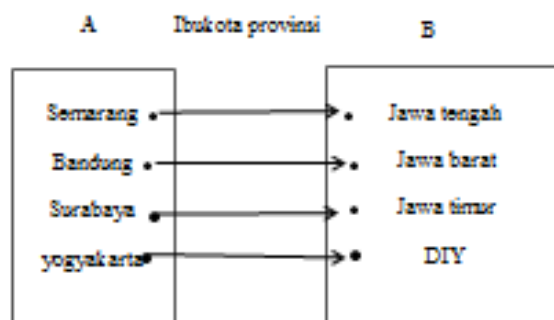 A Ibukota provinsi B
Semarang Jawa tengah
Bandung Jawa barat
Surabaya Jawa timur
yogyakarta DIY